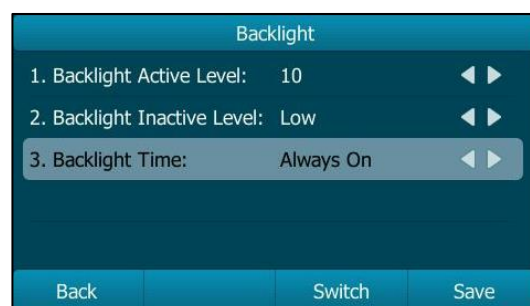 Backlight
1. Backlight Active Level: 10
2. Backlight Inactive Level: Low
3. Backlight Time: Always On
Back Switch Save